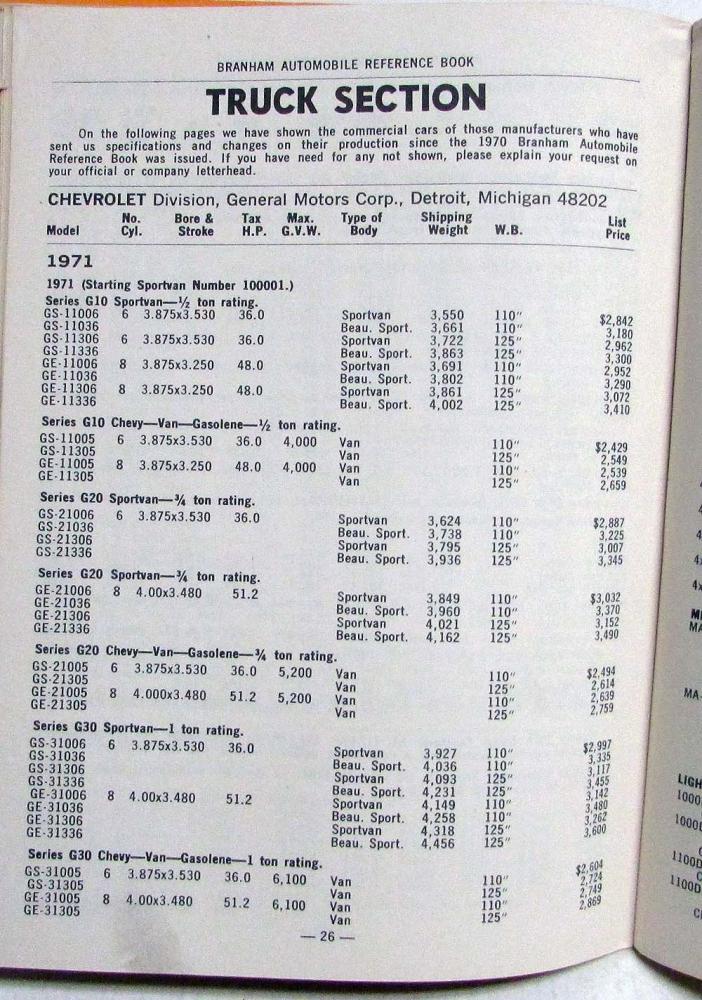 BRANHAM AUTOMOBILE REFERENCE BOOK
TRUCK SECTION
On the following pages we have shown the commercial cars of those manufacturers who have
sent us specifications and changes on their production since the 1970 Branham Automobile
Reference Book was issued. If you have need for any not shown, please explain your request on
your official or company letterhead.
CHEVROLET Division, General Motors Corp., Detroit, Michigan 48202
Model No. Cyl. Bore & Stroke Tax H.P. Max. G.V.W. Type of Body Shipping Weight W.B. List Price
1971
1971 (Starting Sportvan Number 100001.)
Series G10 Sportvan—½ ton rating.
GS-11006 6 3.875x3.530 36.0 Sportvan 3,550 110" $2,842
GS-11036 Beau. Sport. 3,661 110" 3,180
GS-11306 6 3.875x3.530 36.0 Sportvan 3,722 125" 2,962
GS-11336 Beau. Sport. 3,863 125" 3,300
GE-11006 8 3.875x3.250 48.0 Sportvan 3,691 110" 2,952
GE-11036 Beau. Sport. 3,802 110" 3,290
GE-11306 8 3.875x3.250 48.0 Sportvan 3,861 125" 3,072
GE-11336 Beau. Sport. 4,002 125" 3,410
Series G10 Chevy—Van—Gasolene—½ ton rating.
GS-11005 6 3.875x3.530 36.0 4,000 Van 110" $2,429
GS-11305 Van 125" 2,549
GE-11005 8 3.875x3.250 48.0 4,000 Van 110" 2,539
GE-11305 Van 125" 2,659
Series G20 Sportvan—¾ ton rating.
GS-21006 6 3.875x3.530 36.0 Sportvan 3,624 110" $2,887
GS-21036 Beau. Sport. 3,738 110" 3,225
GS-21306 Sportvan 3,795 125" 3,007
GS-21336 Beau. Sport. 3,936 125" 3,345
Series G20 Sportvan—¾ ton rating.
GE-21006 8 4.00x3.480 51.2 Sportvan 3,849 110" $3,032
GE-21036 Beau. Sport. 3,960 110" 3,370
GE-21306 Sportvan 4,021 125" 3,152
GE-21336 Beau. Sport. 4,162 125" 3,490
Series G20 Chevy—Van—Gasolene—¾ ton rating.
GS-21005 6 3.875x3.530 36.0 5,200 Van 110" $2,494
GS-21305 Van 125" 2,614
GE-21005 8 4.000x3.480 51.2 5,200 Van 110" 2,639
GE-21305 Van 125" 2,759
Series G30 Sportvan—1 ton rating.
GS-31006 6 3.875x3.530 36.0 Sportvan 3,927 110" $2,997
GS-31036 Beau. Sport. 4,036 110" 3,335
GS-31306 Sportvan 4,093 125" 3,117
GS-31336 Beau. Sport. 4,231 125" 3,455
GE-31006 8 4.00x3.480 51.2 Sportvan 4,149 110" 3,142
GE-31036 Beau. Sport. 4,258 110" 3,480
GE-31306 Sportvan 4,318 125" 3,262
GE-31336 Beau. Sport. 4,456 125" 3,600
Series G30 Chevy—Van—Gasolene—1 ton rating.
GS-31005 6 3.875x3.530 36.0 6,100 Van 110" $2,604
GS-31305 Van 125" 2,724
GE-31005 8 4.00x3.480 51.2 6,100 Van 110" 2,749
GE-31305 Van 125" 2,869
— 26 —
MA-
LIGH
1000
1000D
1100D
1100D